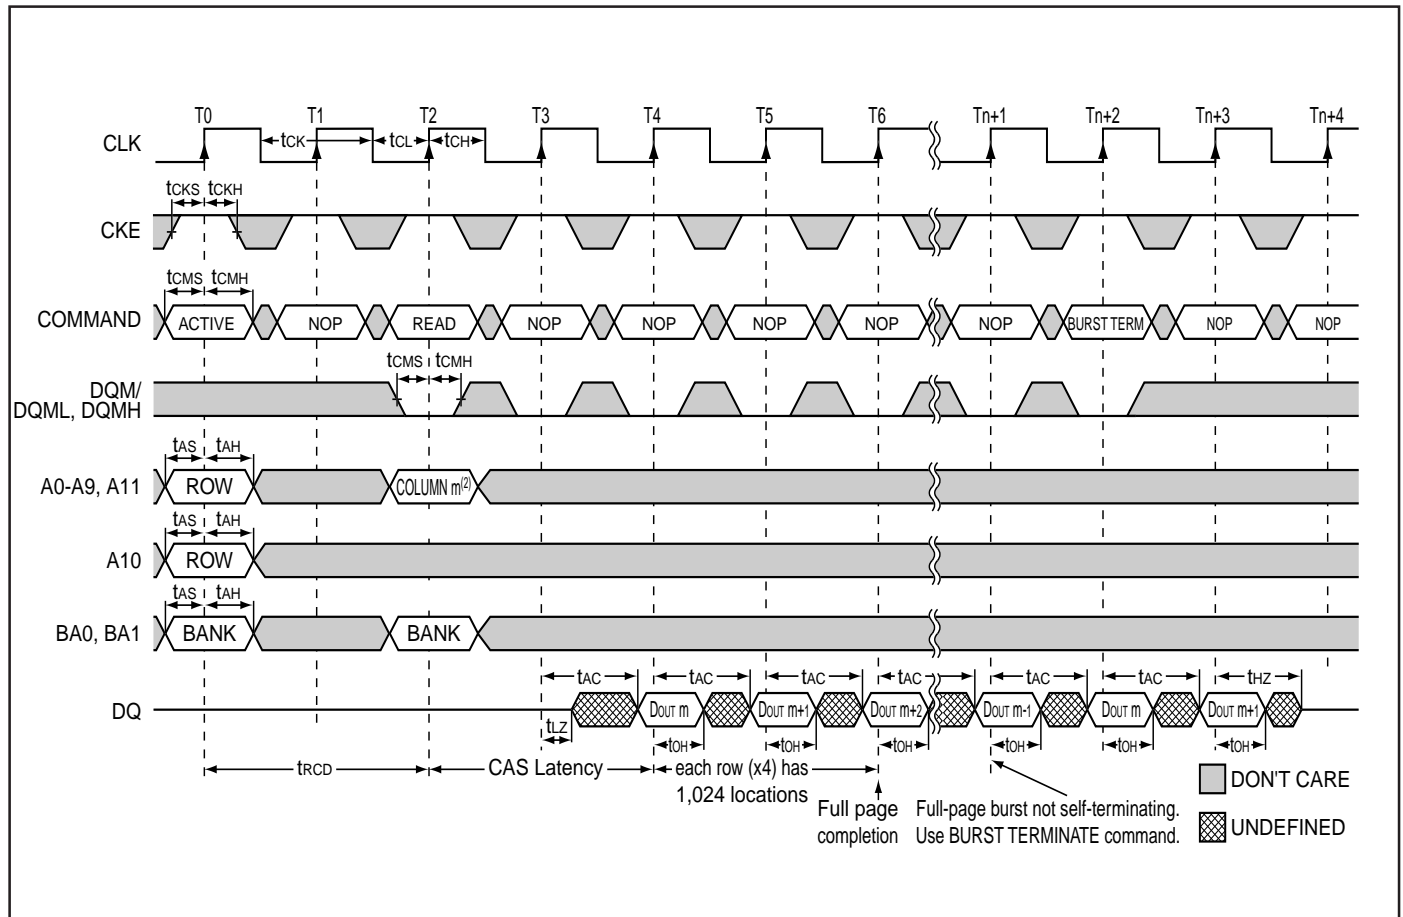 T0 T1 T2 T3 T4 T5 T6 Tn+1 Tn+2 Tn+3 Tn+4
CLK
tCK tCL tCH
tCKS tCKH
CKE
tCMS tCMH
COMMAND ACTIVE NOP READ NOP NOP NOP NOP NOP BURST TERM NOP NOP
tCMS tCMH
DQM/
DQML, DQMH
tAS tAH
A0-A9, A11 ROW COLUMN m(2)
tAS tAH
A10 ROW
tAS tAH
BA0, BA1 BANK BANK
tAC tAC tAC tAC tAC tAC tHZ
DQ DOUT m DOUT m+1 DOUT m+2 DOUT m-1 DOUT m DOUT m+1
tLZ tOH tOH tOH tOH tOH tOH
tRCD CAS Latency each row (x4) has
1,024 locations
Full page
completion
Full-page burst not self-terminating.
Use BURST TERMINATE command.
DON'T CARE
UNDEFINED